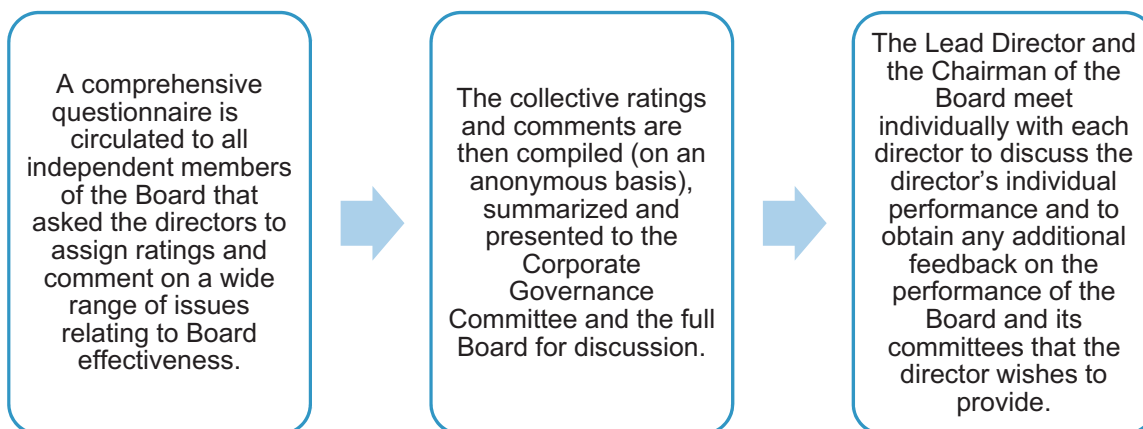 A comprehensive
questionnaire is
circulated to all
independent members
of the Board that
asked the directors to
assign ratings and
comment on a wide
range of issues
relating to Board
effectiveness.
The collective ratings
and comments are
then compiled (on an
anonymous basis),
summarized and
presented to the
Corporate
Governance
Committee and the full
Board for discussion.
The Lead Director and
the Chairman of the
Board meet
individually with each
director to discuss the
director’s individual
performance and to
obtain any additional
feedback on the
performance of the
Board and its
committees that the
director wishes to
provide.